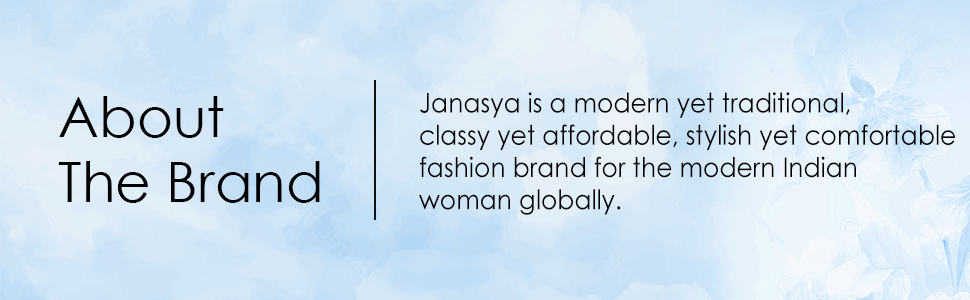 About
The Brand
Janasya is a modern yet traditional,
classy yet affordable, stylish yet comfortable
fashion brand for the modern Indian
woman globally.